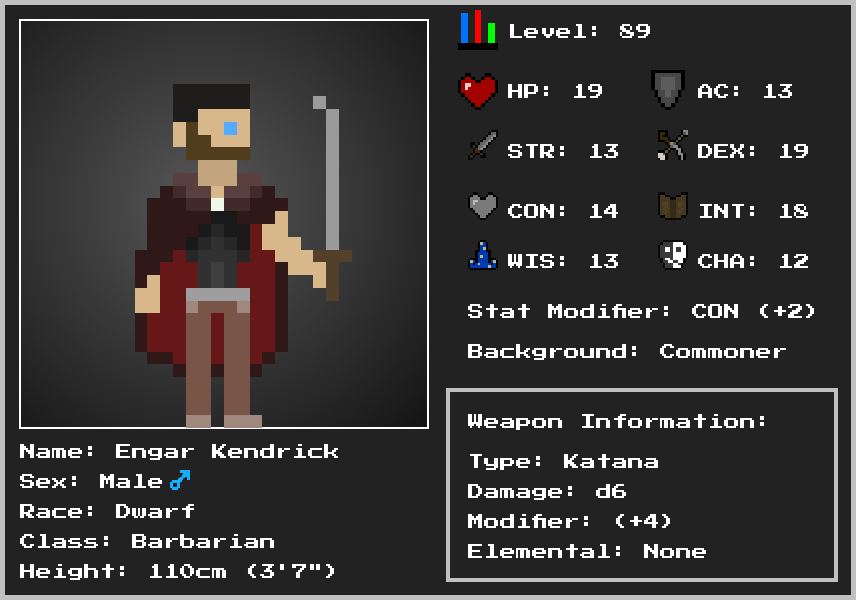 Level: 89
HP: 19 AC: 13
STR: 13 DEX: 19
CON: 14 INT: 18
WIS: 13 CHA: 12
Stat Modifier: CON (+2)
Background: Commoner
Weapon Information:
Type: Katana
Damage: d6
Modifier: (+4)
Elemental: None
Name: Engar Kendrick
Sex: Male♂
Race: Dwarf
Class: Barbarian
Height: 110cm (3'7")